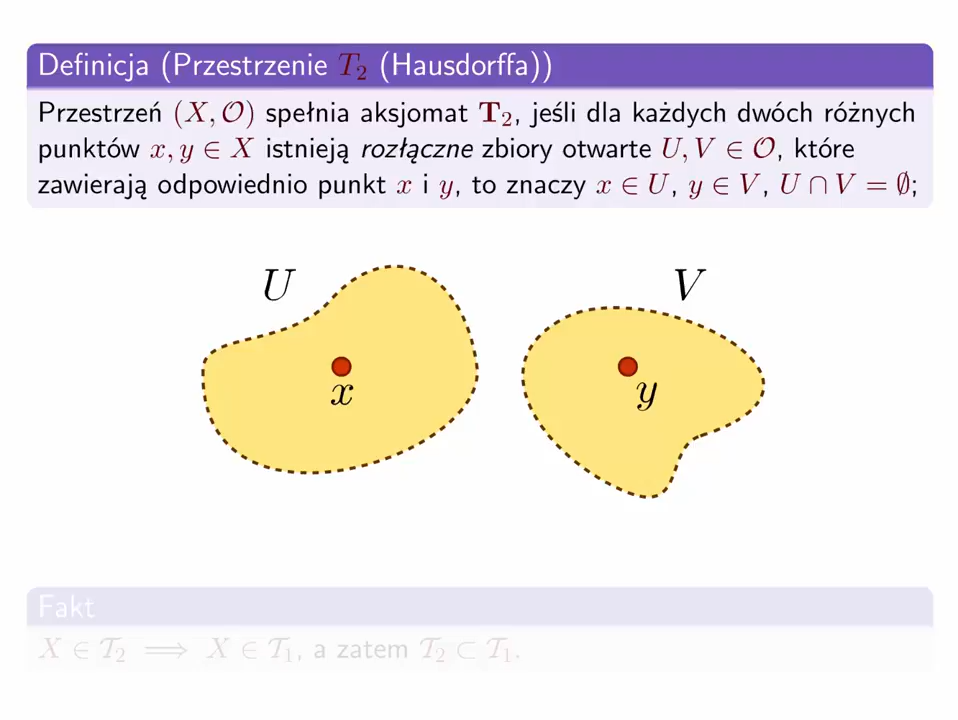 Definicja (Przestrzenie T₂ (Hausdorffa))
Przestrzeń (X, 𝒪) spełnia aksjomat T₂, jeśli dla każdych dwóch różnych
punktów x, y ∈ X istnieją rozłączne zbiory otwarte U, V ∈ 𝒪, które
zawierają odpowiednio punkt x i y, to znaczy x ∈ U, y ∈ V, U ∩ V = ∅;
U
V
x
y
Fakt
X ∈ 𝒯₂ ⟹ X ∈ 𝒯₁, a zatem 𝒯₂ ⊂ 𝒯₁.